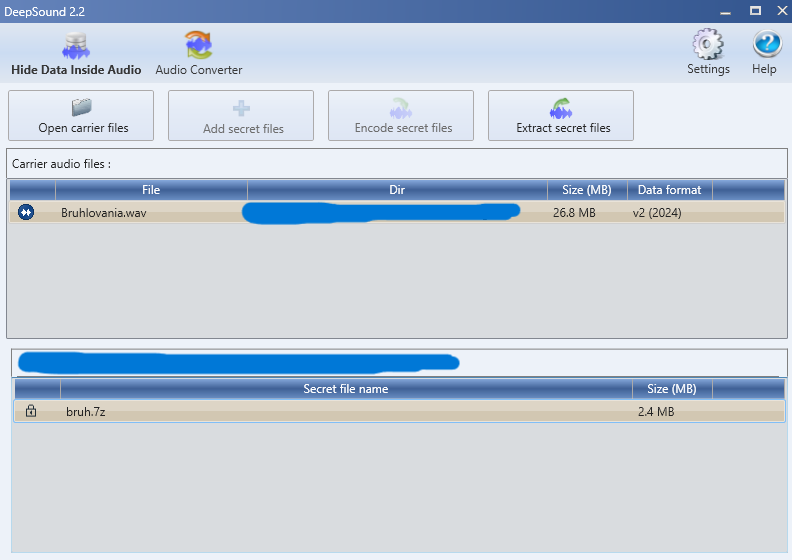 DeepSound 2.2
Hide Data Inside Audio Audio Converter Settings Help
Open carrier files Add secret files Encode secret files Extract secret files
Carrier audio files :
File Dir Size (MB) Data format
Bruhlovania.wav 26.8 MB v2 (2024)
Secret file name Size (MB)
bruh.7z 2.4 MB